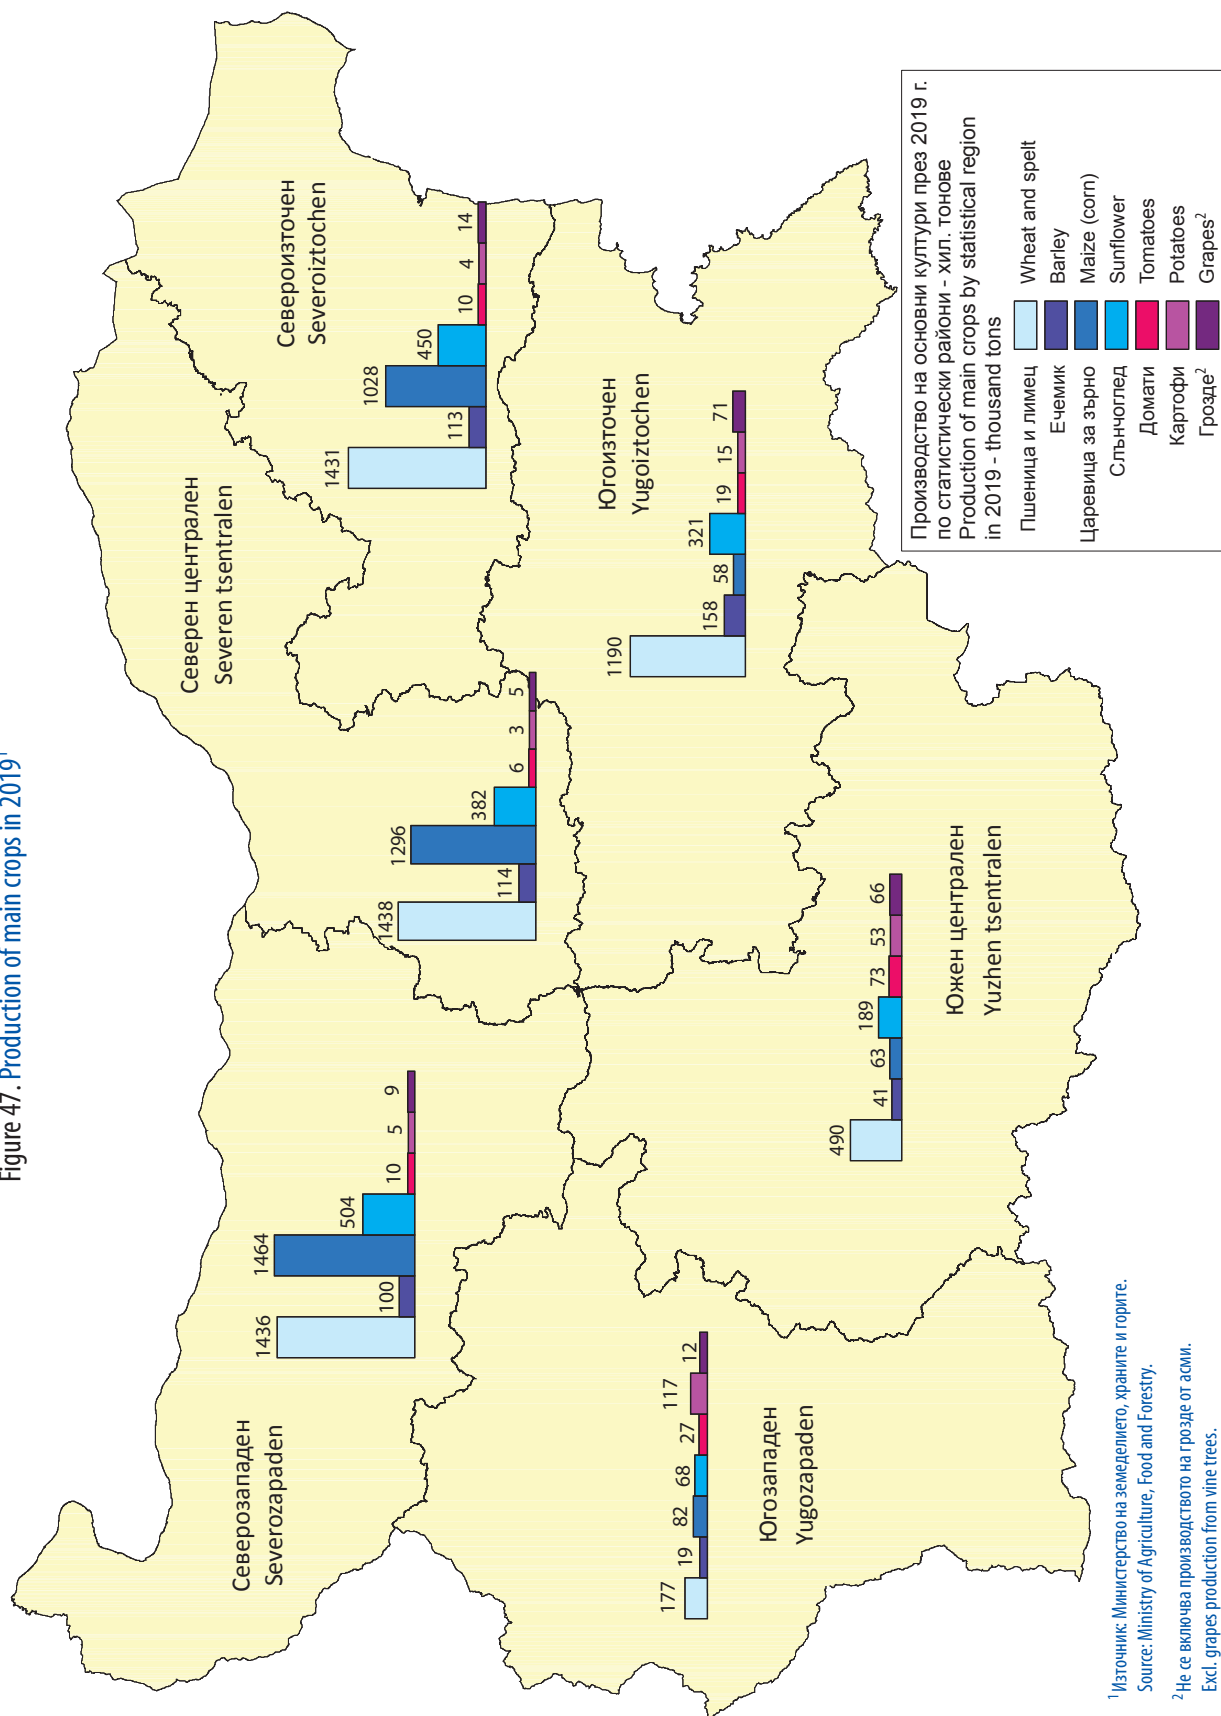 Figure 47. Production of main crops in 2019¹
Северозападен
Severozapaden
1436
100
1464
504
10
5
9
Северен централен
Severen tsentralen
1438
114
1296
382
6
3
5
Североизточен
Severoiztochen
1431
113
1028
450
10
4
14
Югоизточен
Yugoiztochen
1190
158
58
321
19
15
71
Югозападен
Yugozapaden
177
19
82
68
27
117
12
Южен централен
Yuzhen tsentralen
490
41
63
189
73
53
66
Производство на основни култури през 2019 г.
по статистически райони - хил. тонове
Production of main crops by statistical region
in 2019 - thousand tons
Пшеница и лимец Wheat and spelt
Ечемик Barley
Царевица за зърно Maize (corn)
Слънчоглед Sunflower
Домати Tomatoes
Картофи Potatoes
Грозде² Grapes²
¹ Източник: Министерство на земеделието, храните и горите.
Source: Ministry of Agriculture, Food and Forestry.
² Не се включва производството на грозде от асми.
Excl. grapes production from vine trees.